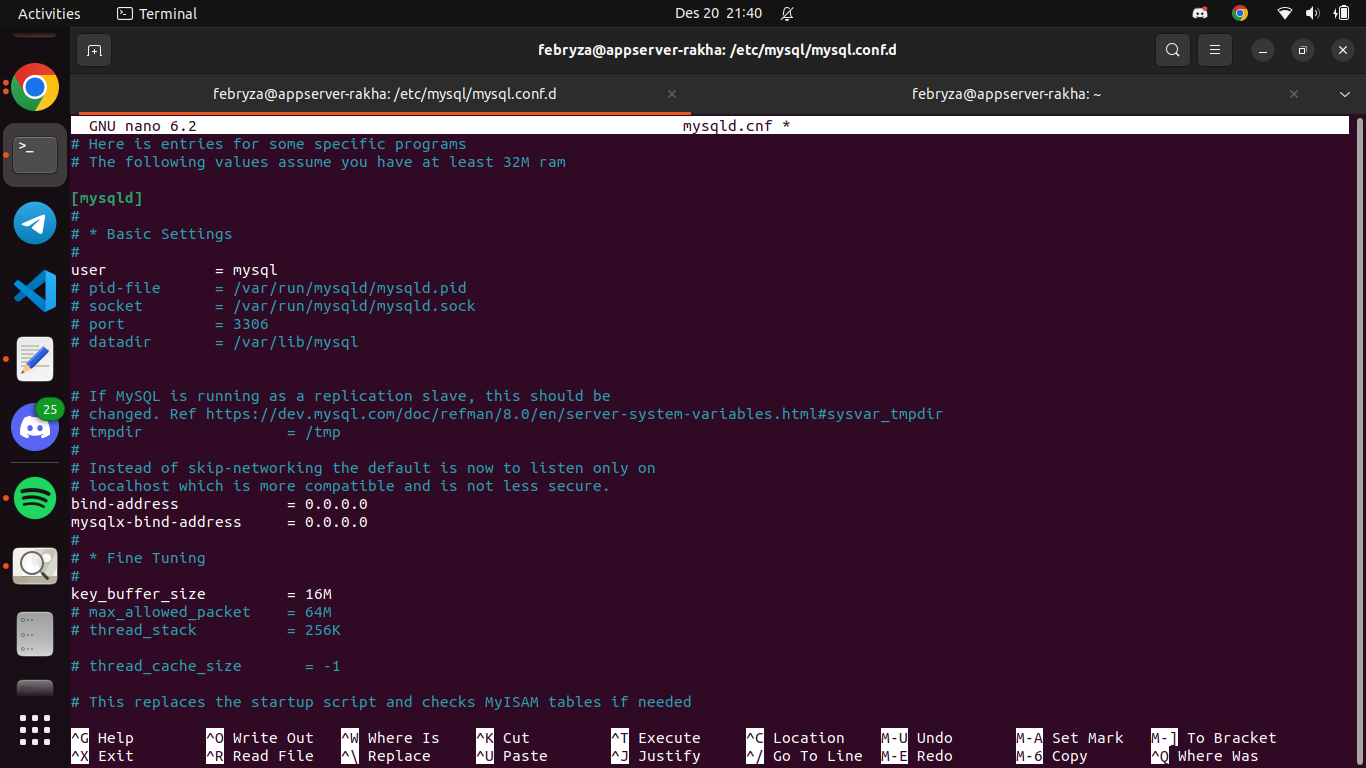 Activities Terminal Des 20 21:40
febryza@appserver-rakha: /etc/mysql/mysql.conf.d
febryza@appserver-rakha: /etc/mysql/mysql.conf.d febryza@appserver-rakha: ~
GNU nano 6.2 mysqld.cnf *
# Here is entries for some specific programs
# The following values assume you have at least 32M ram
[mysqld]
#
# * Basic Settings
#
user = mysql
# pid-file = /var/run/mysqld/mysqld.pid
# socket = /var/run/mysqld/mysqld.sock
# port = 3306
# datadir = /var/lib/mysql
# If MySQL is running as a replication slave, this should be
# changed. Ref https://dev.mysql.com/doc/refman/8.0/en/server-system-variables.html#sysvar_tmpdir
# tmpdir = /tmp
#
# Instead of skip-networking the default is now to listen only on
# localhost which is more compatible and is not less secure.
bind-address = 0.0.0.0
mysqlx-bind-address = 0.0.0.0
#
# * Fine Tuning
#
key_buffer_size = 16M
# max_allowed_packet = 64M
# thread_stack = 256K
# thread_cache_size = -1
# This replaces the startup script and checks MyISAM tables if needed
^G Help ^O Write Out ^W Where Is ^K Cut ^T Execute ^C Location M-U Undo M-A Set Mark M-] To Bracket
^X Exit ^R Read File ^\ Replace ^U Paste ^J Justify ^/ Go To Line M-E Redo M-6 Copy ^Q Where Was
25